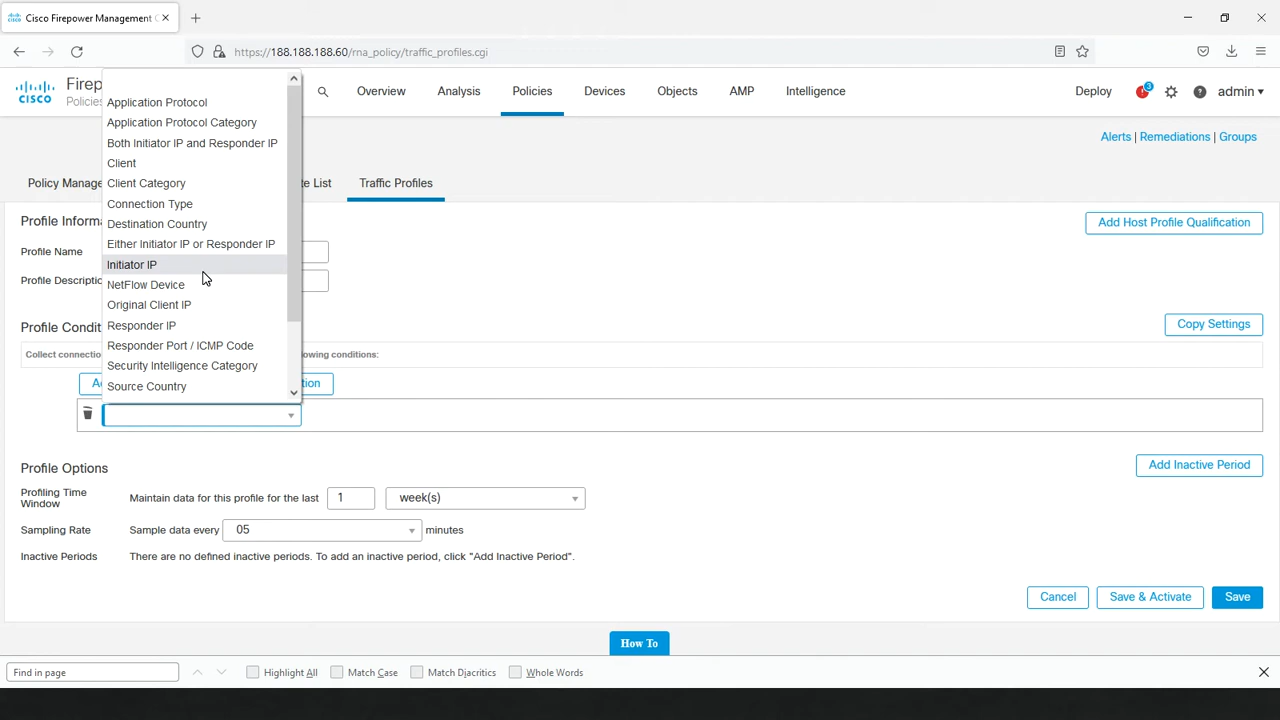 Cisco Firepower Management C
https://188.188.188.60/rna_policy/traffic_profiles.cgi
CISCO
Firep
Policies
Overview
Analysis
Policies
Devices
Objects
AMP
Intelligence
Deploy
3
admin
Alerts | Remediations | Groups
Policy Manage
te List
Traffic Profiles
Application Protocol
Application Protocol Category
Both Initiator IP and Responder IP
Client
Client Category
Connection Type
Destination Country
Either Initiator IP or Responder IP
Initiator IP
NetFlow Device
Original Client IP
Responder IP
Responder Port / ICMP Code
Security Intelligence Category
Source Country
Profile Informa
Add Host Profile Qualification
Profile Name
Profile Descriptio
Profile Condit
Copy Settings
Collect connectio
owing conditions:
Ad
tion
Profile Options
Add Inactive Period
Profiling Time
Window
Maintain data for this profile for the last 1 week(s)
Sampling Rate Sample data every 05 minutes
Inactive Periods There are no defined inactive periods. To add an inactive period, click "Add Inactive Period".
Cancel
Save & Activate
Save
How To
Find in page
Highlight All
Match Case
Match Diacritics
Whole Words